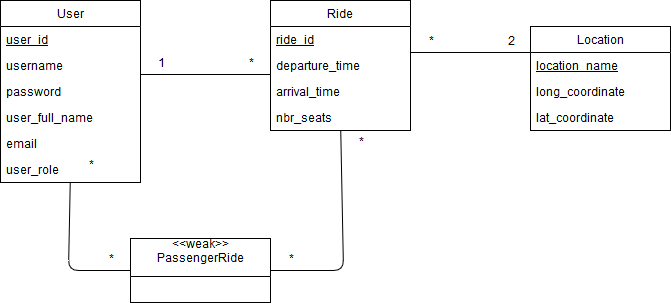 User
user_id
username
password
user_full_name
email
user_role
*
1
*
Ride
ride_id
departure_time
arrival_time
nbr_seats
*
*
2
Location
location_name
long_coordinate
lat_coordinate
*
<<weak>>
PassengerRide
*